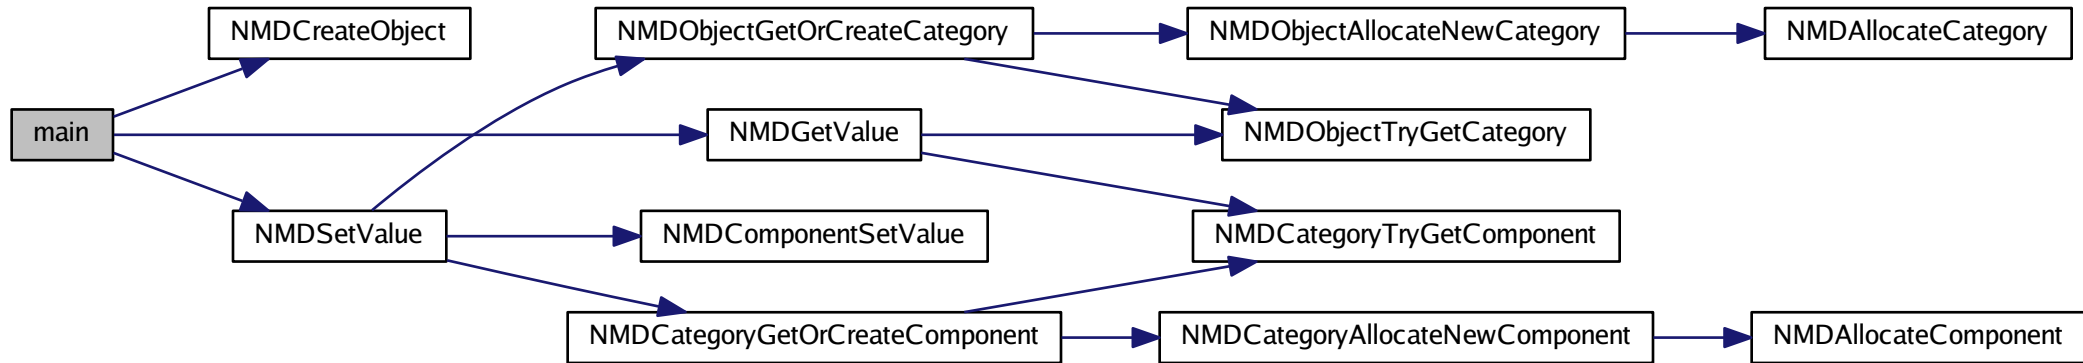 NMDCreateObject
NMDObjectGetOrCreateCategory
NMDObjectAllocateNewCategory
NMDAllocateCategory
main
NMDGetValue
NMDObjectTryGetCategory
NMDSetValue
NMDComponentSetValue
NMDCategoryTryGetComponent
NMDCategoryGetOrCreateComponent
NMDCategoryAllocateNewComponent
NMDAllocateComponent